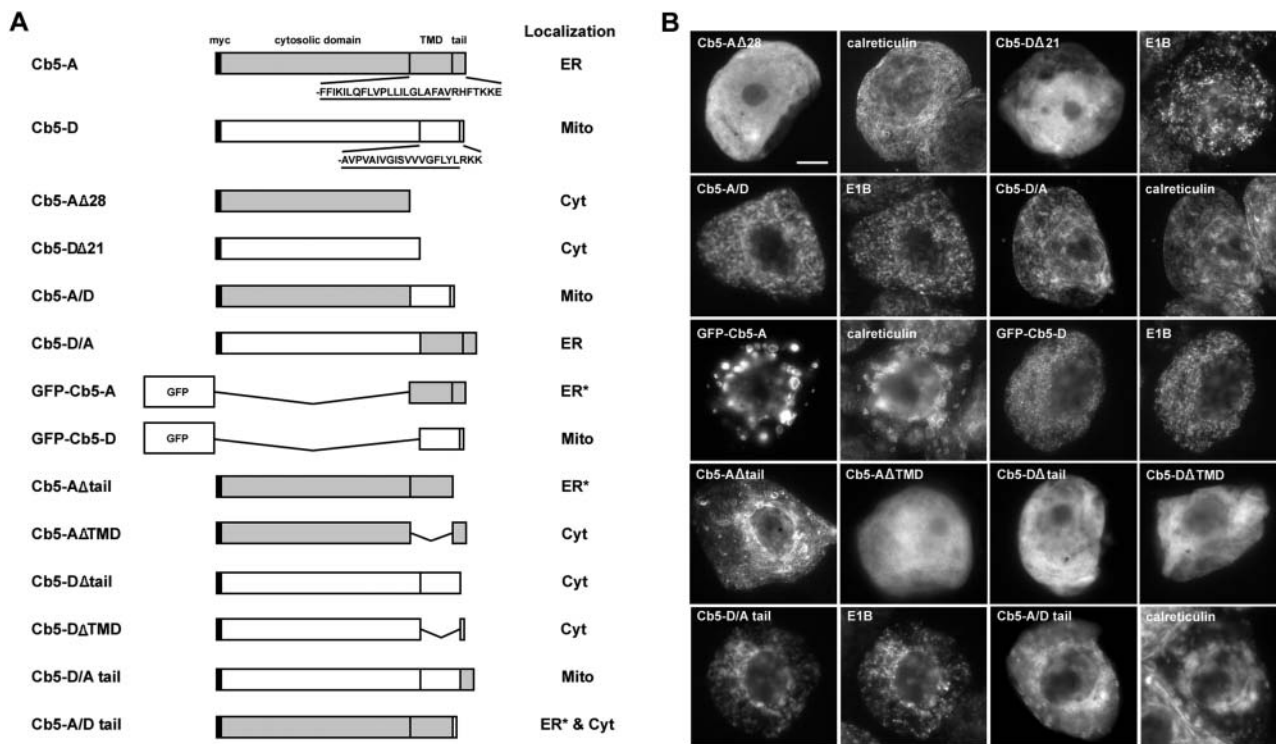 A
Localization
myc cytosolic domain TMD tail
Cb5-A ER
-FFIKILQFLVPLLILGLAFAVRHFTKKE
Cb5-D Mito
-AVPVAIVGISVVVGFLYLRKK
Cb5-AΔ28 Cyt
Cb5-DΔ21 Cyt
Cb5-A/D Mito
Cb5-D/A ER
GFP-Cb5-A GFP ER*
GFP-Cb5-D GFP Mito
Cb5-AΔtail ER*
Cb5-AΔTMD Cyt
Cb5-DΔtail Cyt
Cb5-DΔTMD Cyt
Cb5-D/A tail Mito
Cb5-A/D tail ER* & Cyt
B
Cb5-AΔ28 calreticulin Cb5-DΔ21 E1B
Cb5-A/D E1B Cb5-D/A calreticulin
GFP-Cb5-A calreticulin GFP-Cb5-D E1B
Cb5-AΔtail Cb5-AΔTMD Cb5-DΔtail Cb5-DΔTMD
Cb5-D/A tail E1B Cb5-A/D tail calreticulin